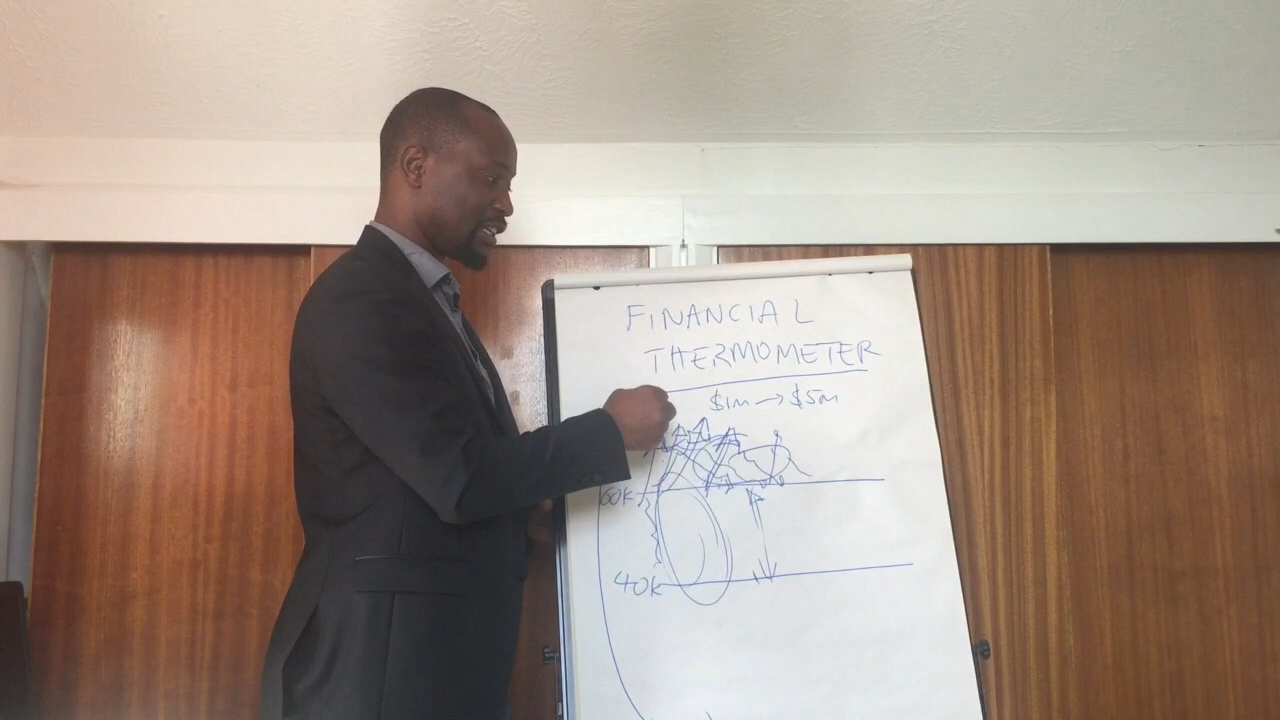 FINANCIAL
THERMOMETER
$1m → $5m
60K
40K